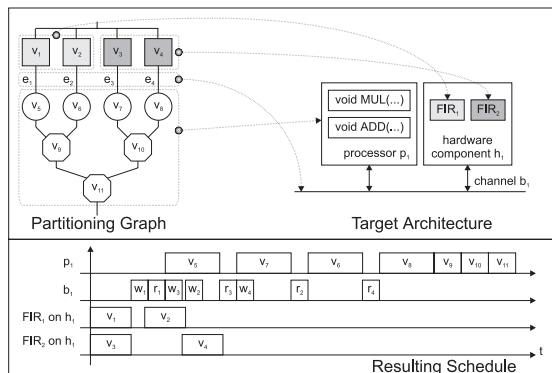 v₁ v₂ v₃ v₄
e₁ e₂ e₃ e₄
v₅ v₆ v₇ v₈
v₉ v₁₀
v₁₁
Partitioning Graph
void MUL(...)
void ADD(...)
processor p₁
FIR₁ FIR₂
hardware
component h₁
channel b₁
Target Architecture
p₁ v₅ v₇ v₆ v₈ v₉ v₁₀ v₁₁
b₁ w₁ r₁ w₃ w₂ r₃ w₄ r₂ r₄
FIR₁ on h₁ v₁ v₂
FIR₂ on h₁ v₃ v₄
t
Resulting Schedule